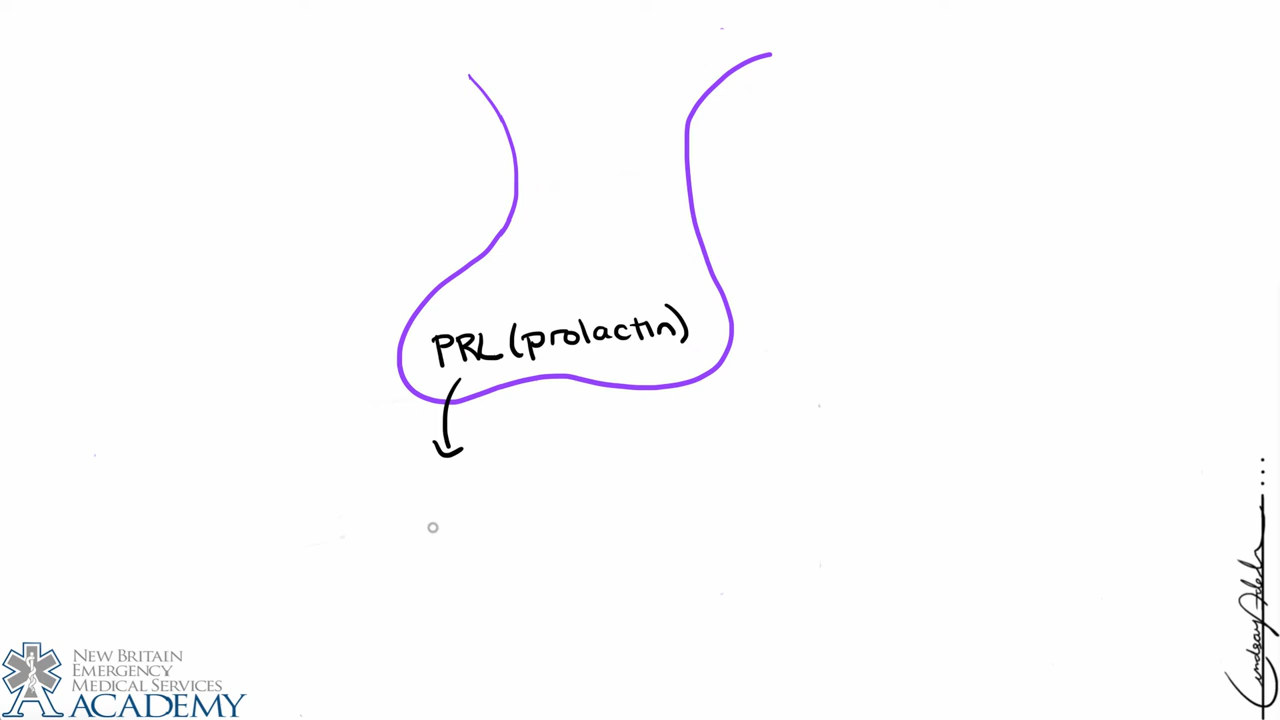 PRL (prolactin)
NEW BRITAIN
EMERGENCY
MEDICAL SERVICES
ACADEMY